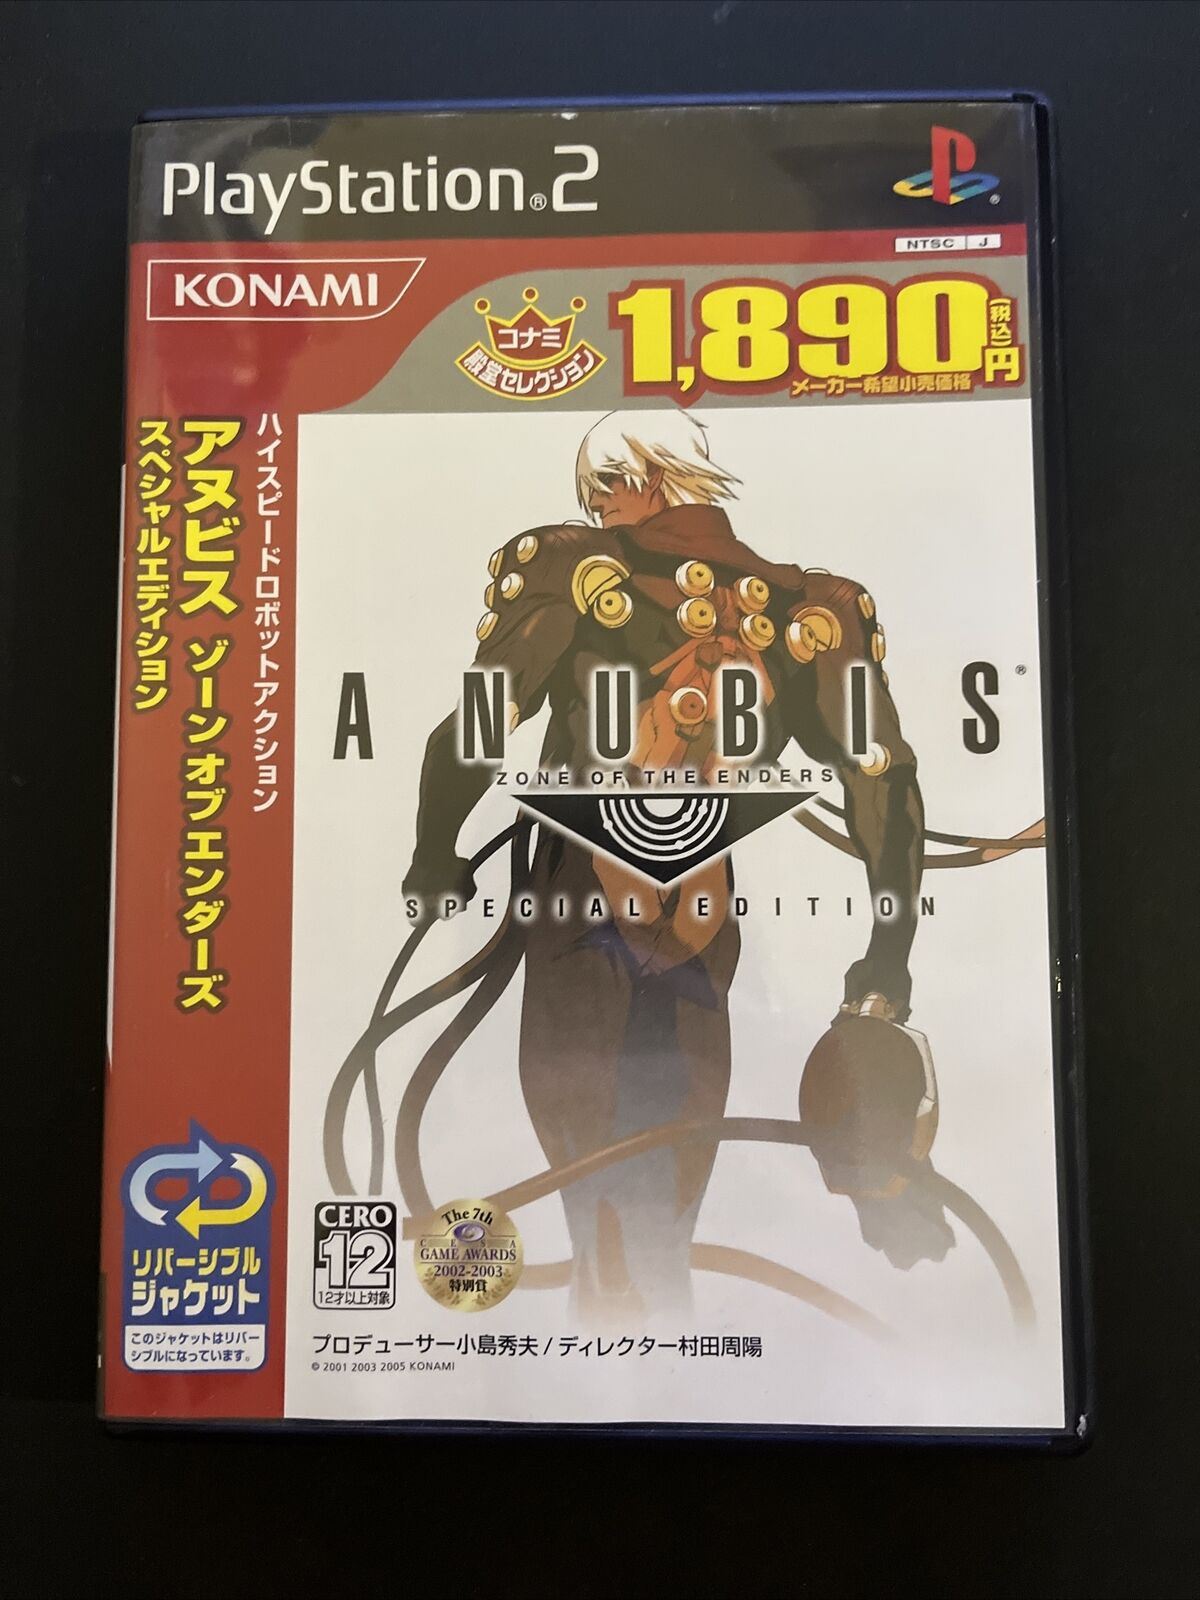 PlayStation®2
NTSC J
KONAMI
コナミ
殿堂セレクション
1,890円
(税込)
メーカー希望小売価格
ハイスピードロボットアクション
アヌビス ゾーンオブエンダーズ
スペシャルエディション
ANUBIS®
ZONE OF THE ENDERS
SPECIAL EDITION
リバーシブル
ジャケット
このジャケットはリバー
シブルになっています。
CERO
12
12才以上対象
The 7th
CESA
GAME AWARDS
2002-2003
特別賞
プロデューサー小島秀夫/ディレクター村田周陽
© 2001 2003 2005 KONAMI